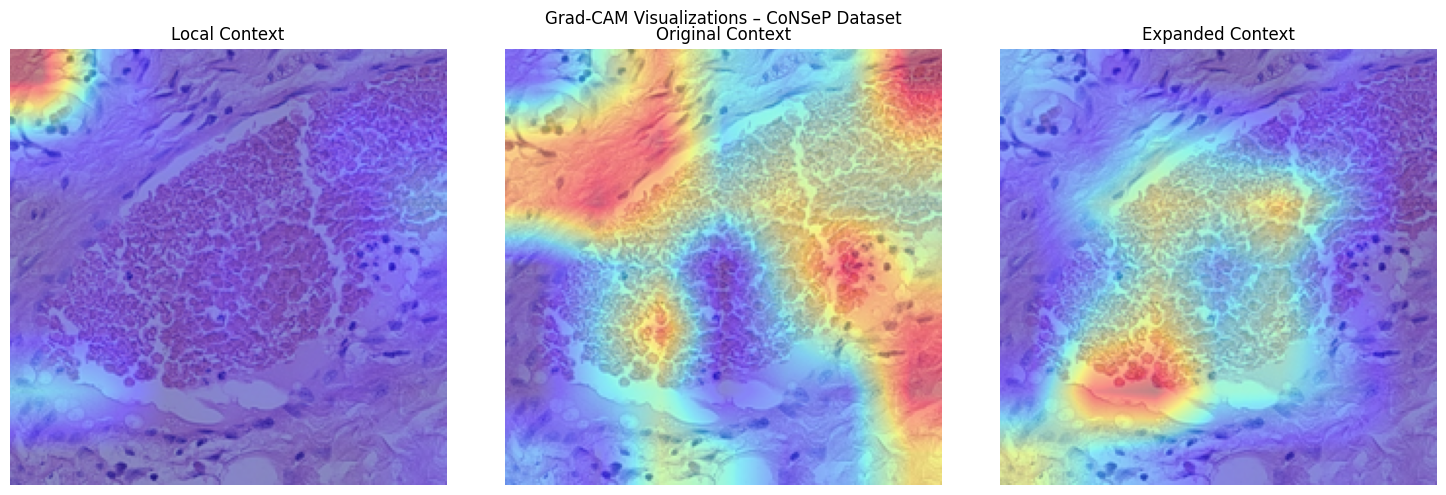 Grad-CAM Visualizations – CoNSeP Dataset
Local Context
Original Context
Expanded Context